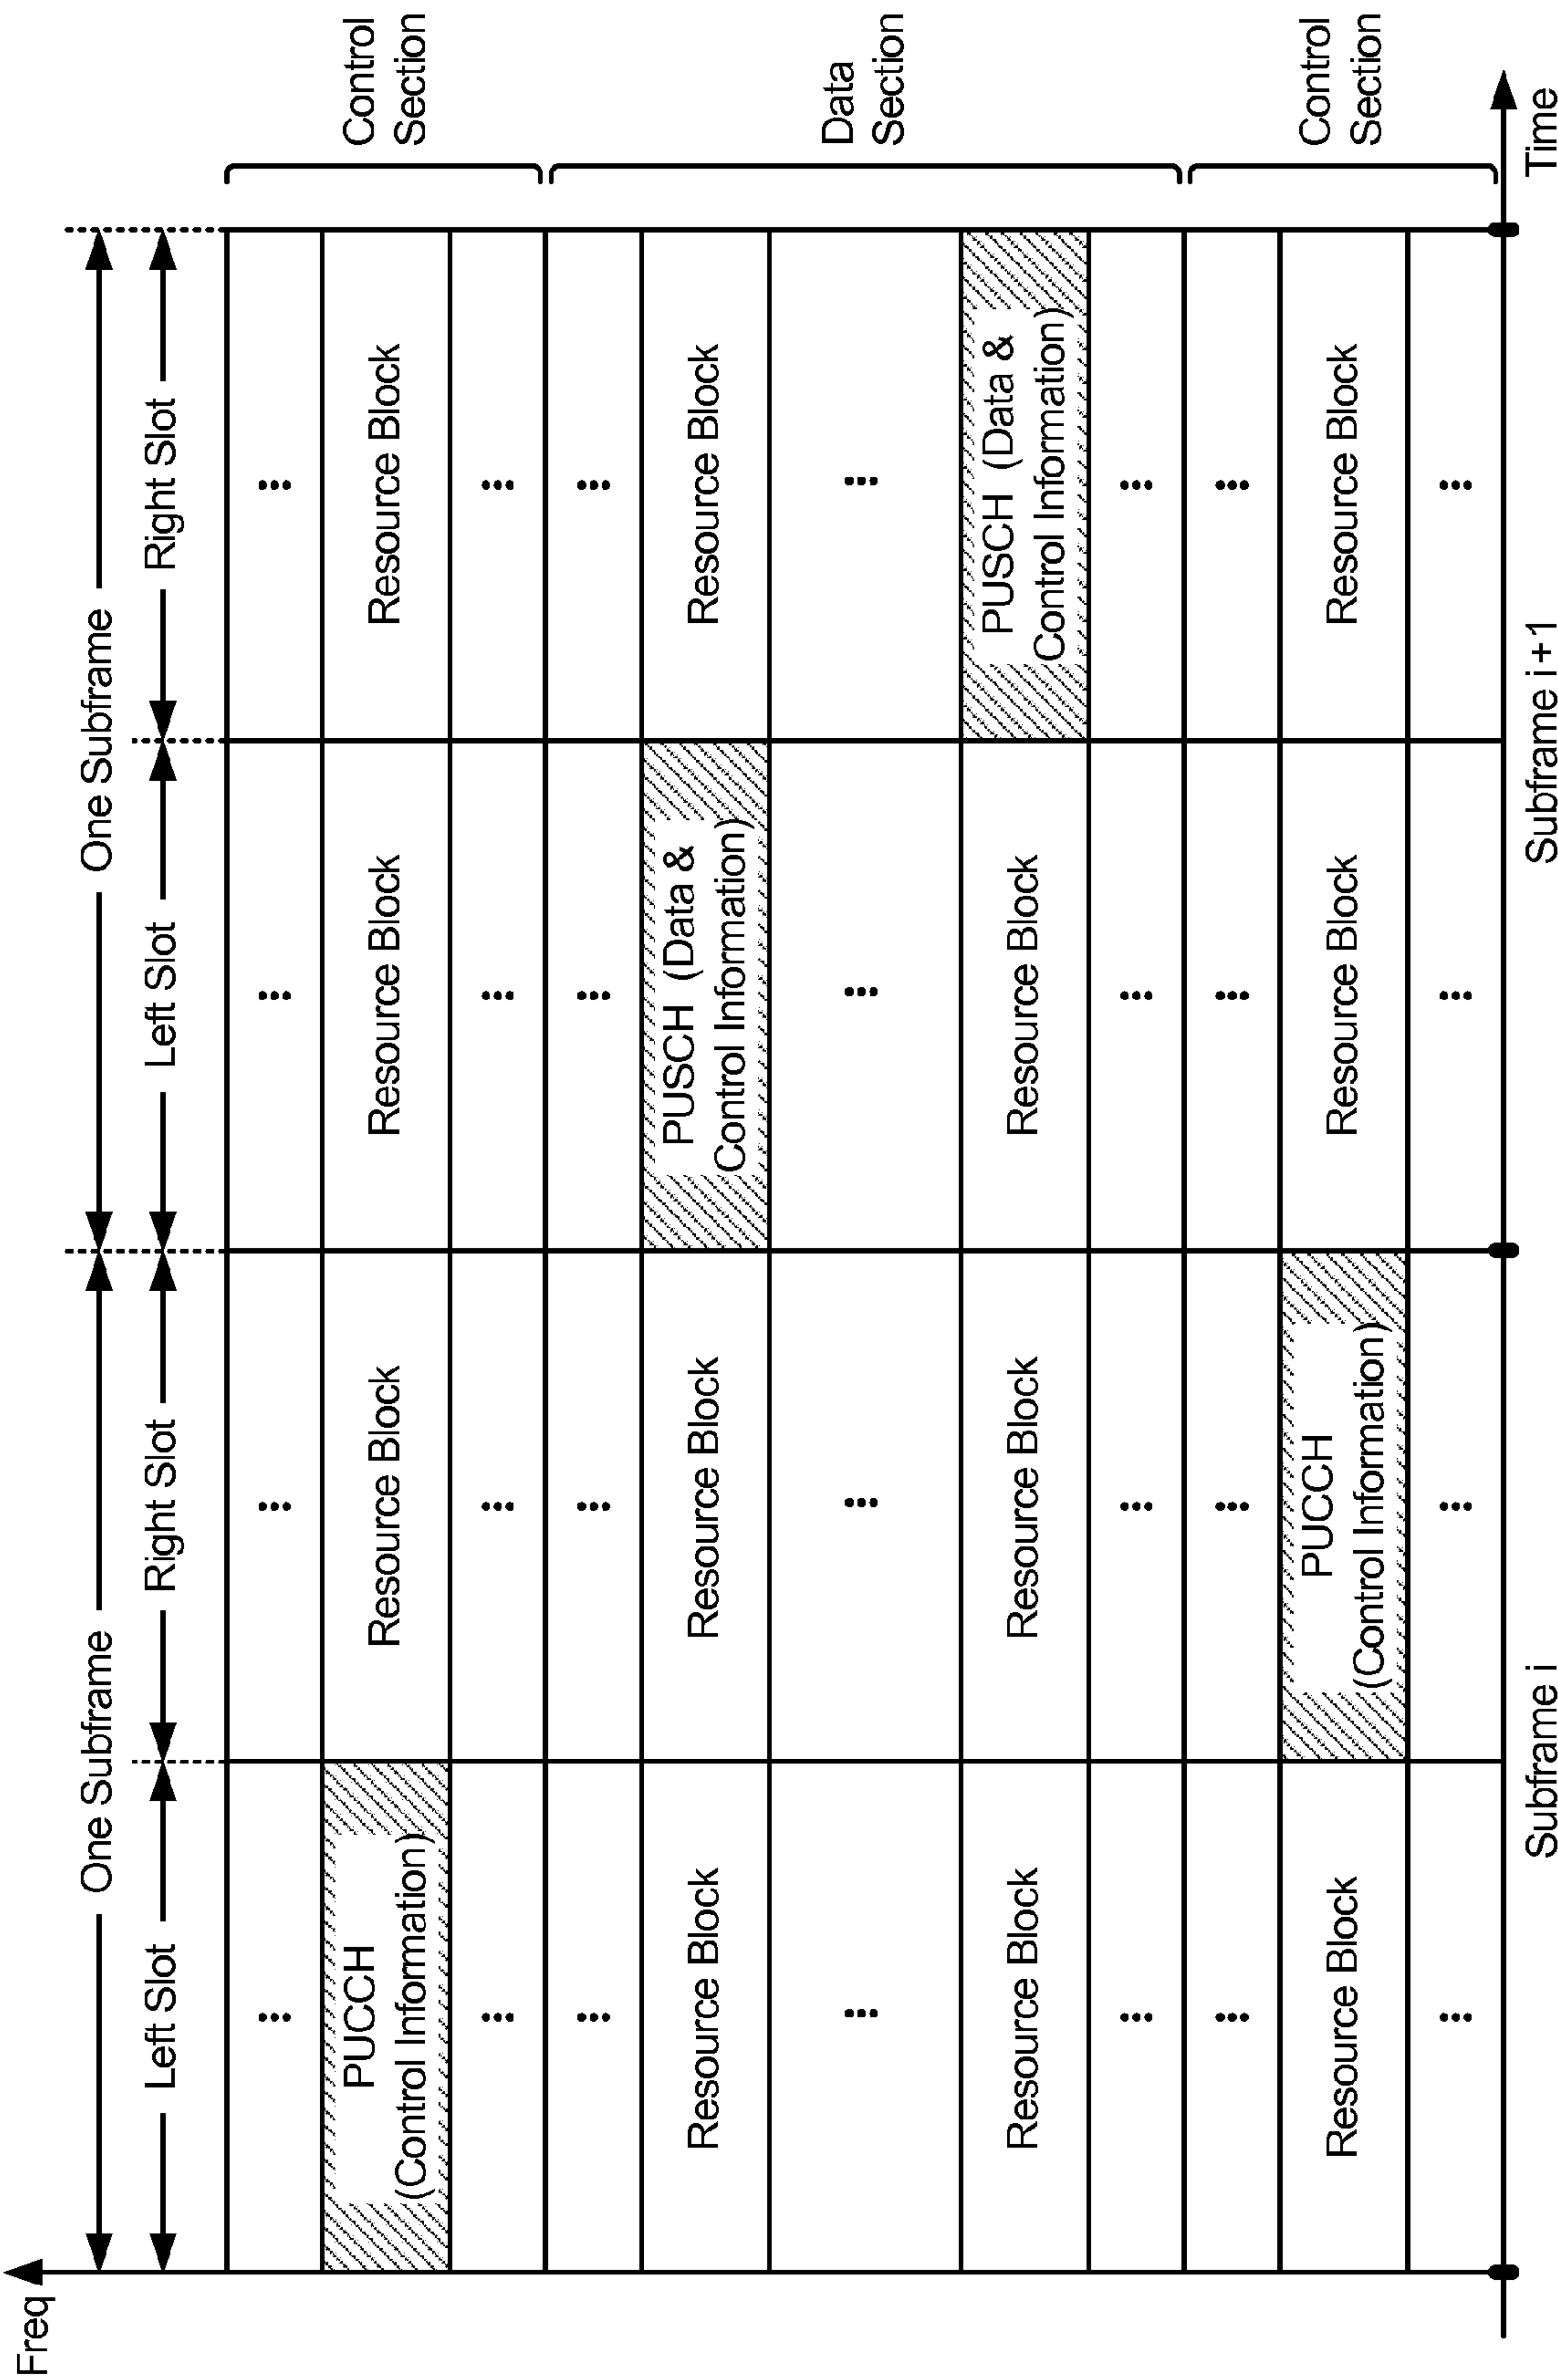 Freq
One Subframe
One Subframe
Left Slot
Right Slot
Left Slot
Right Slot
...
...
...
...
PUCCH
(Control Information)
Resource Block
Resource Block
Resource Block
Control
Section
...
...
...
...
...
...
...
...
Resource Block
Resource Block
PUSCH (Data &
Control Information)
Resource Block
...
...
...
...
Data
Section
Resource Block
Resource Block
Resource Block
PUSCH (Data &
Control Information)
...
...
...
...
...
...
...
...
Resource Block
PUCCH
(Control Information)
Resource Block
Resource Block
Control
Section
...
...
...
...
Subframe i
Subframe i+1
Time